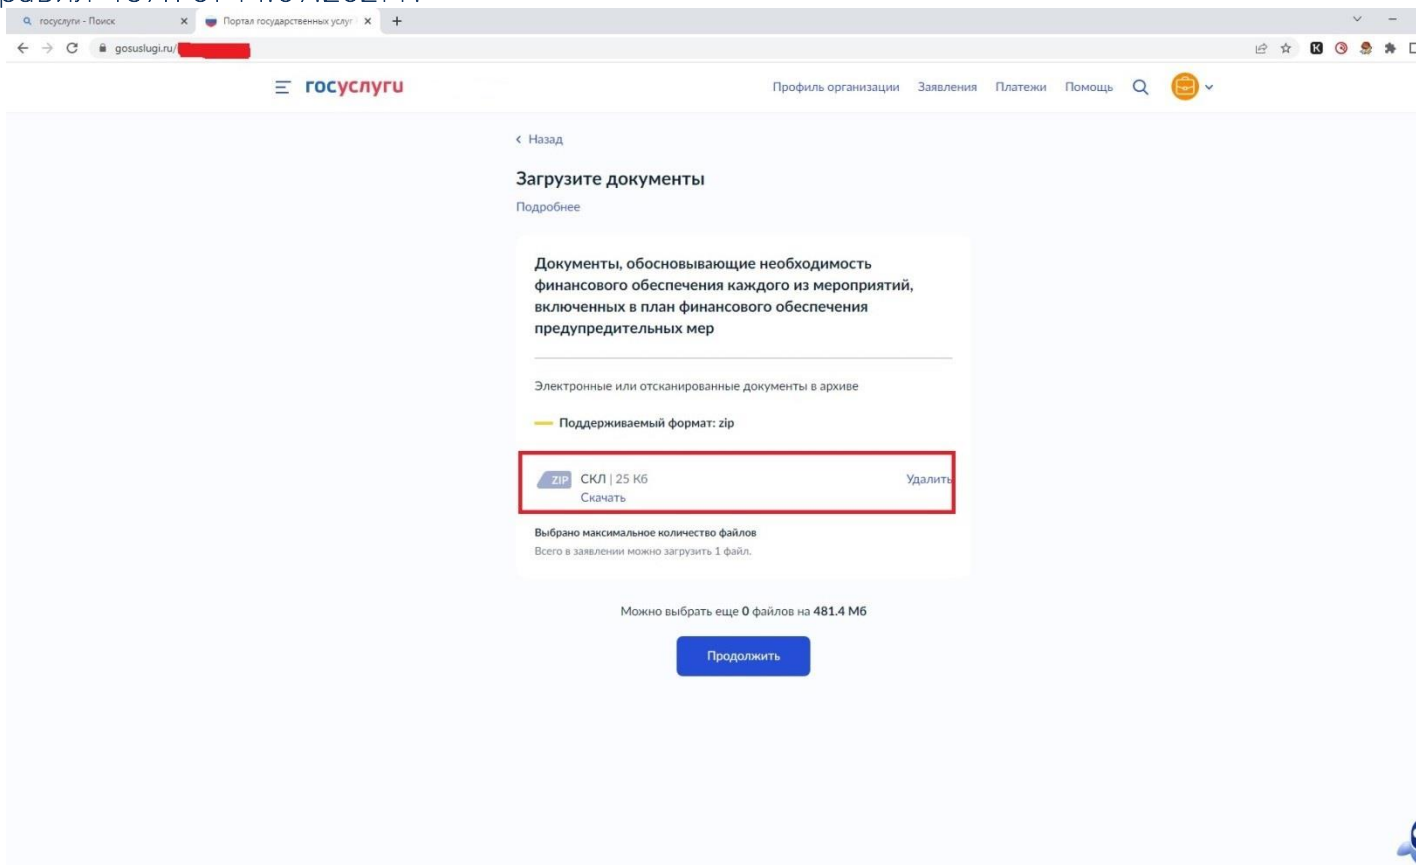 госуслуги - Поиск
Портал государственных услуг
gosuslugi.ru/
госуслуги
Профиль организации Заявления Платежи Помощь
Назад
Загрузите документы
Подробнее
Документы, обосновывающие необходимость
финансового обеспечения каждого из мероприятий,
включенных в план финансового обеспечения
предупредительных мер
Электронные или отсканированные документы в архиве
Поддерживаемый формат: zip
ZIP СКЛ | 25 Кб Удалить
Скачать
Выбрано максимальное количество файлов
Всего в заявлении можно загрузить 1 файл.
Можно выбрать еще 0 файлов на 481.4 Мб
Продолжить